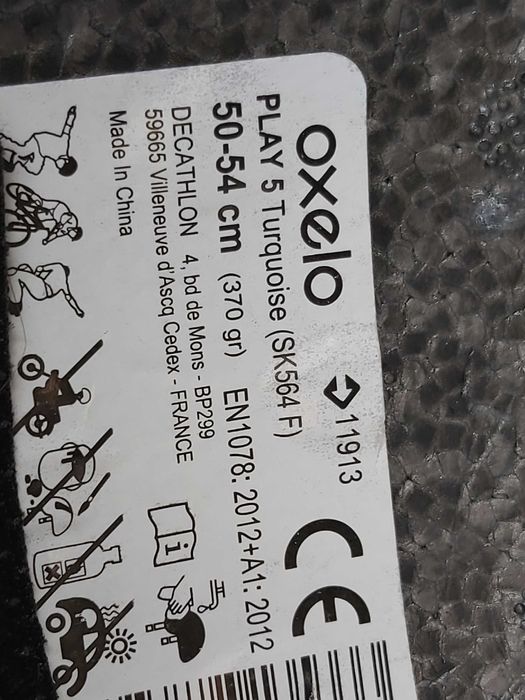 oxelo 11913
PLAY 5 Turquoise (SK564 F)
50-54 cm (370 gr) EN1078: 2012+A1: 2012
DECATHLON 4, bd de Mons - BP299
59665 Villeneuve d'Ascq Cedex - FRANCE
Made In China
CE
i